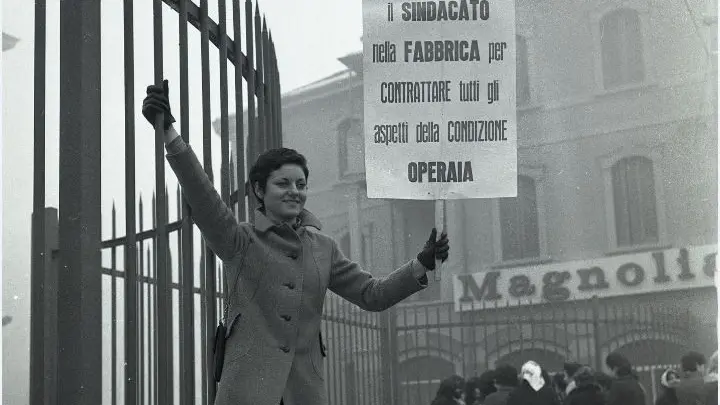 il SINDACATO
nella FABBRICA per
CONTRATTARE tutti gli
aspetti della CONDIZIONE
OPERAIA
Magnolia